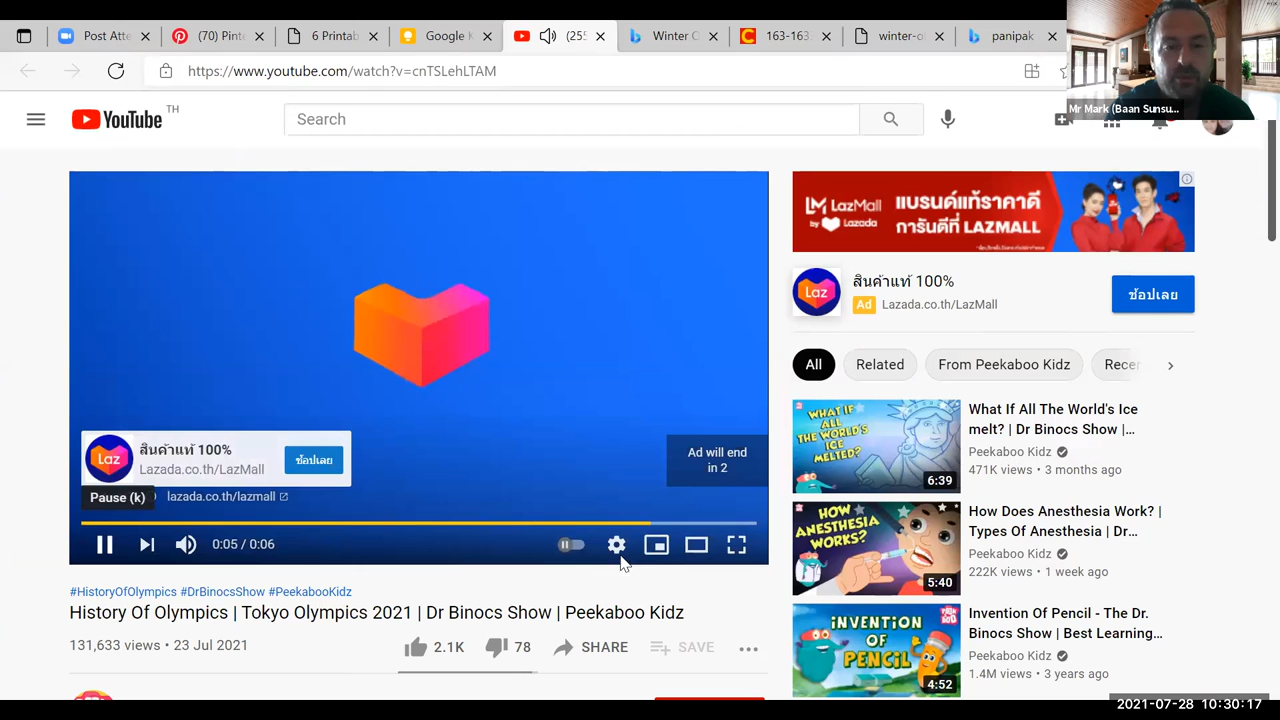 Post Atte
(70) Pint
6 Printab
Google K
(255
Winter O
163-163
winter-o
panipak
https://www.youtube.com/watch?v=cnTSLehLTAM
Mr Mark (Baan Sunsu...
YouTube TH
Search
LazMall
by Lazada
แบรนด์แท้ราคาดี
การันตีที่ LAZMALL
Laz
สินค้าแท้ 100%
Ad Lazada.co.th/LazMall
ช้อปเลย
All
Related
From Peekaboo Kidz
Recen
Laz
สินค้าแท้ 100%
Lazada.co.th/LazMall
ช้อปเลย
Ad will end
in 2
Pause (k)
lazada.co.th/lazmall
0:05 / 0:06
#HistoryOfOlympics #DrBinocsShow #PeekabooKidz
History Of Olympics | Tokyo Olympics 2021 | Dr Binocs Show | Peekaboo Kidz
131,633 views • 23 Jul 2021
2.1K
78
SHARE
SAVE
WHAT IF
ALL
THE WORLD'S
ICE
MELTED?
6:39
What If All The World's Ice
melt? | Dr Binocs Show |...
Peekaboo Kidz
471K views • 3 months ago
HOW
ANESTHESIA
WORKS?
5:40
How Does Anesthesia Work? |
Types Of Anesthesia | Dr...
Peekaboo Kidz
222K views • 1 week ago
INVENTION
OF
PENCIL
4:52
Invention Of Pencil - The Dr.
Binocs Show | Best Learning...
Peekaboo Kidz
1.4M views • 3 years ago
2021-07-28 10:30:17